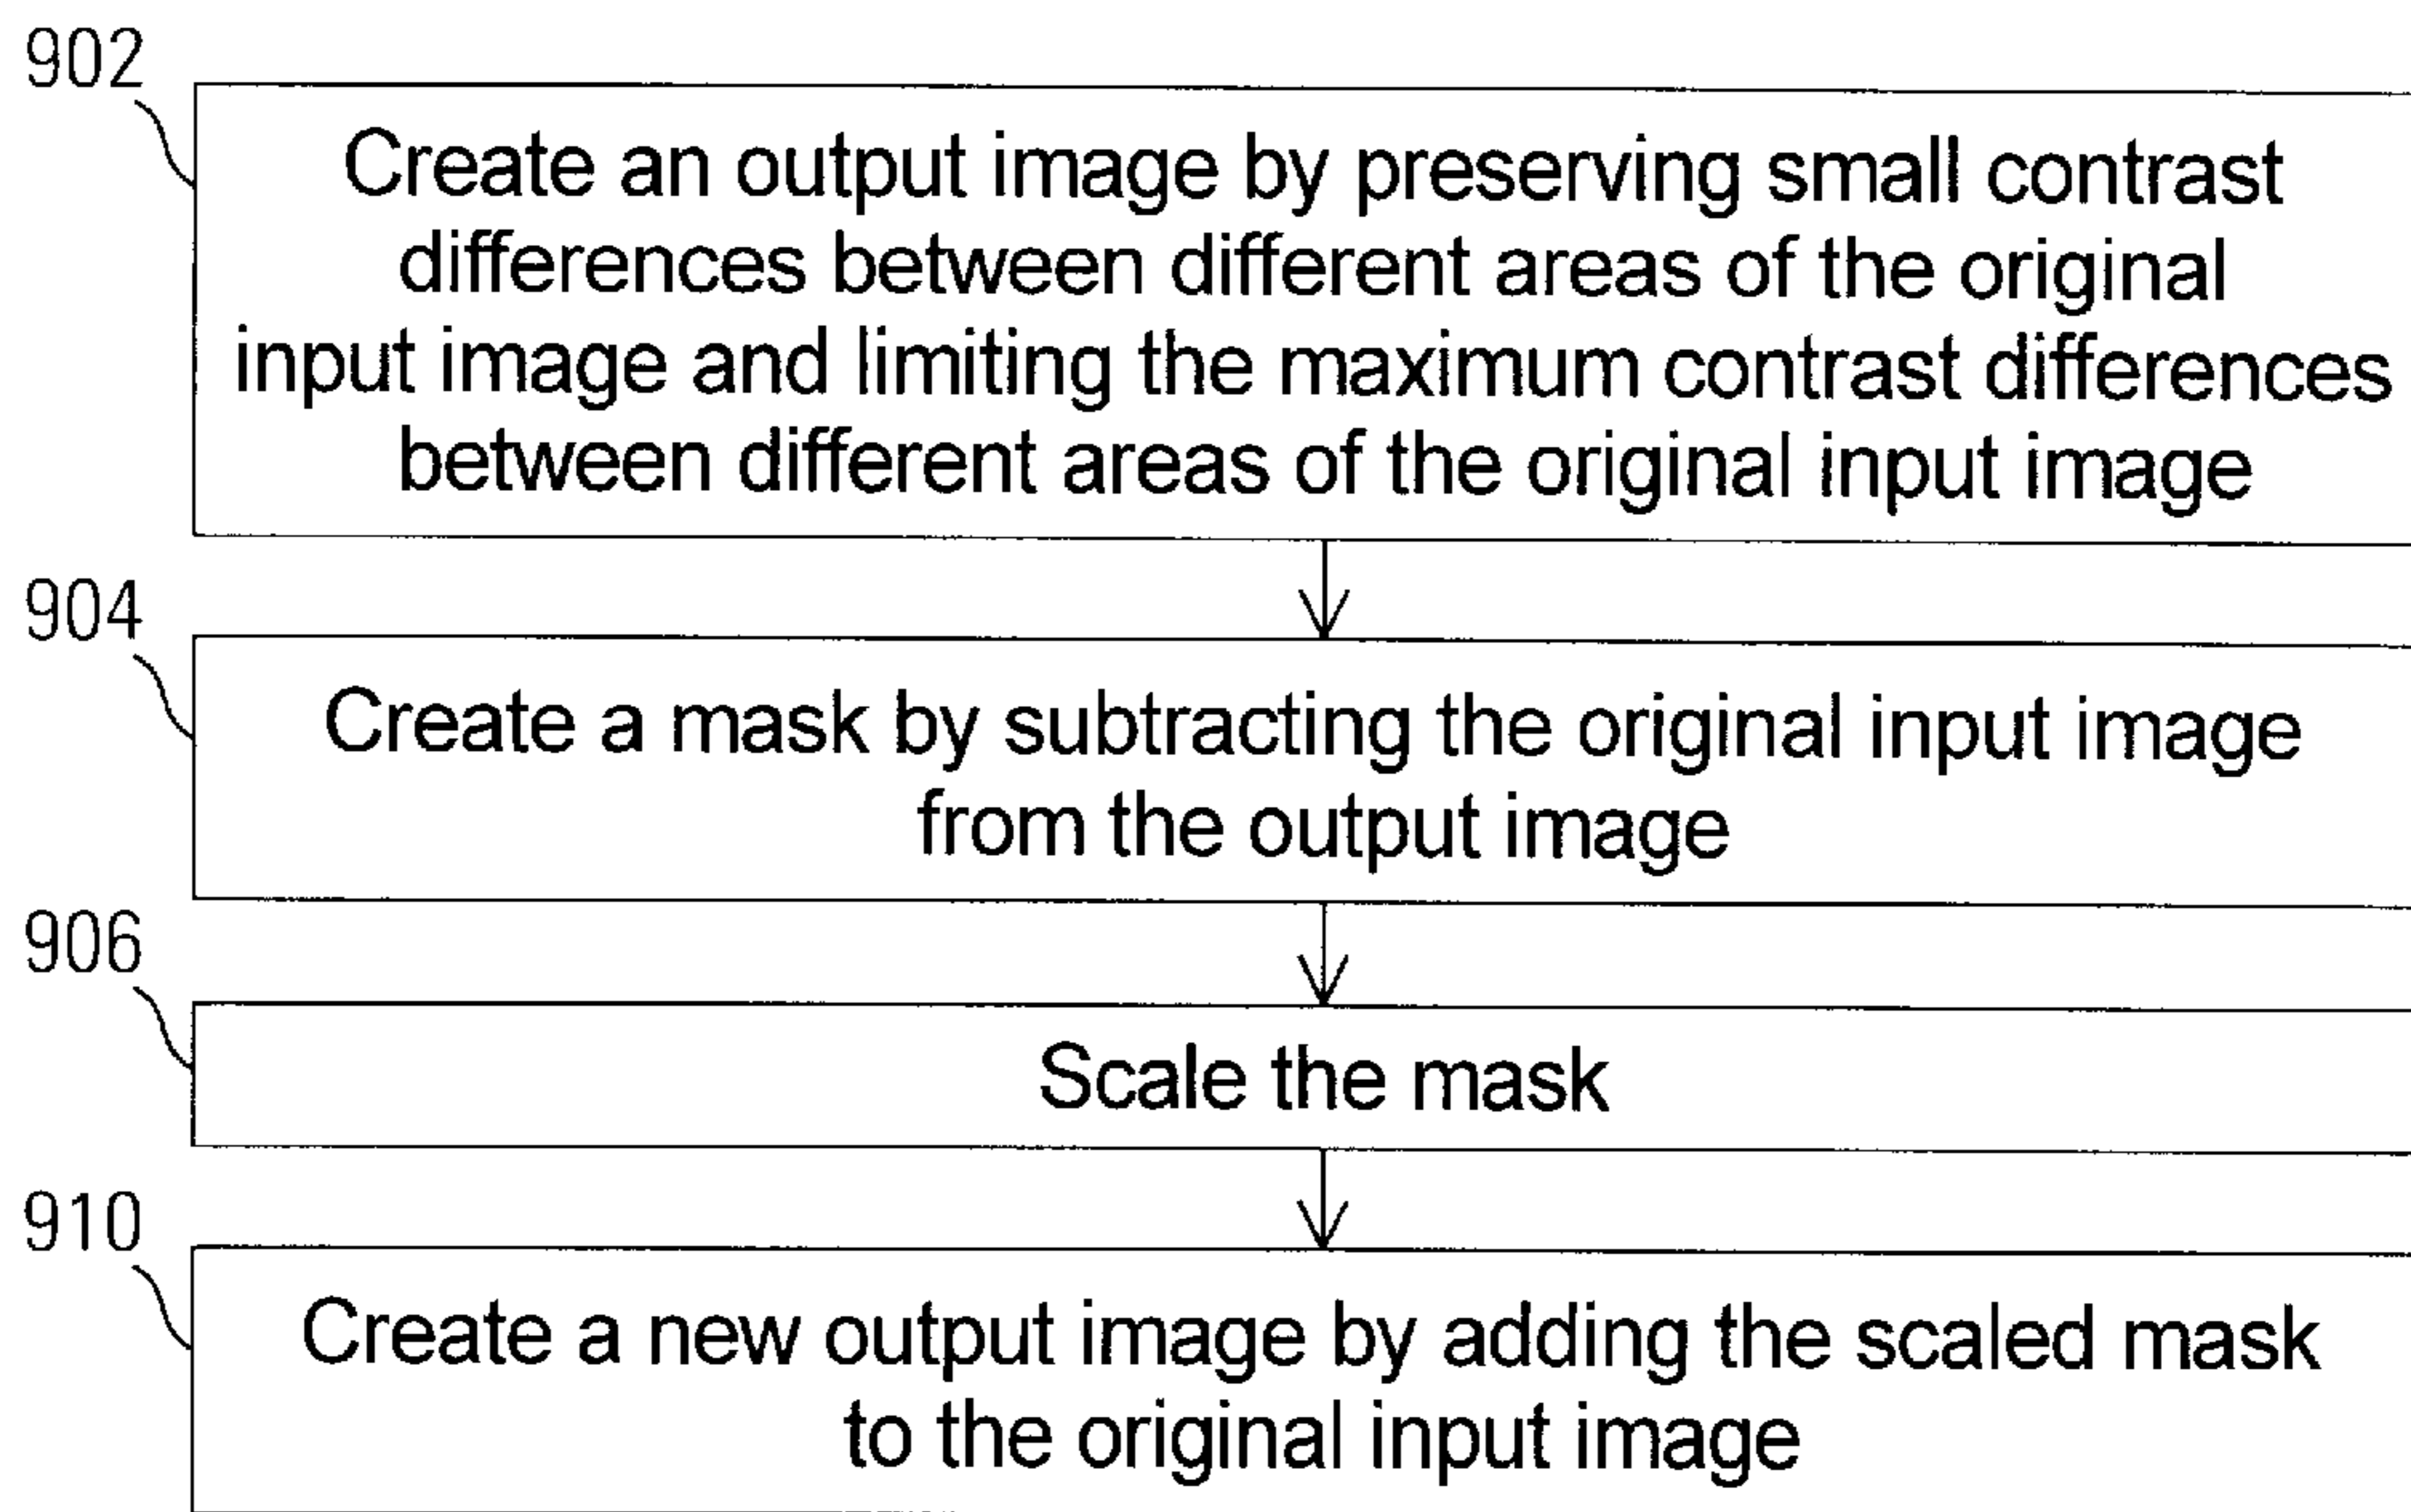 902
Create an output image by preserving small contrast
differences between different areas of the original
input image and limiting the maximum contrast differences
between different areas of the original input image
904
Create a mask by subtracting the original input image
from the output image
906
Scale the mask
910
Create a new output image by adding the scaled mask
to the original input image